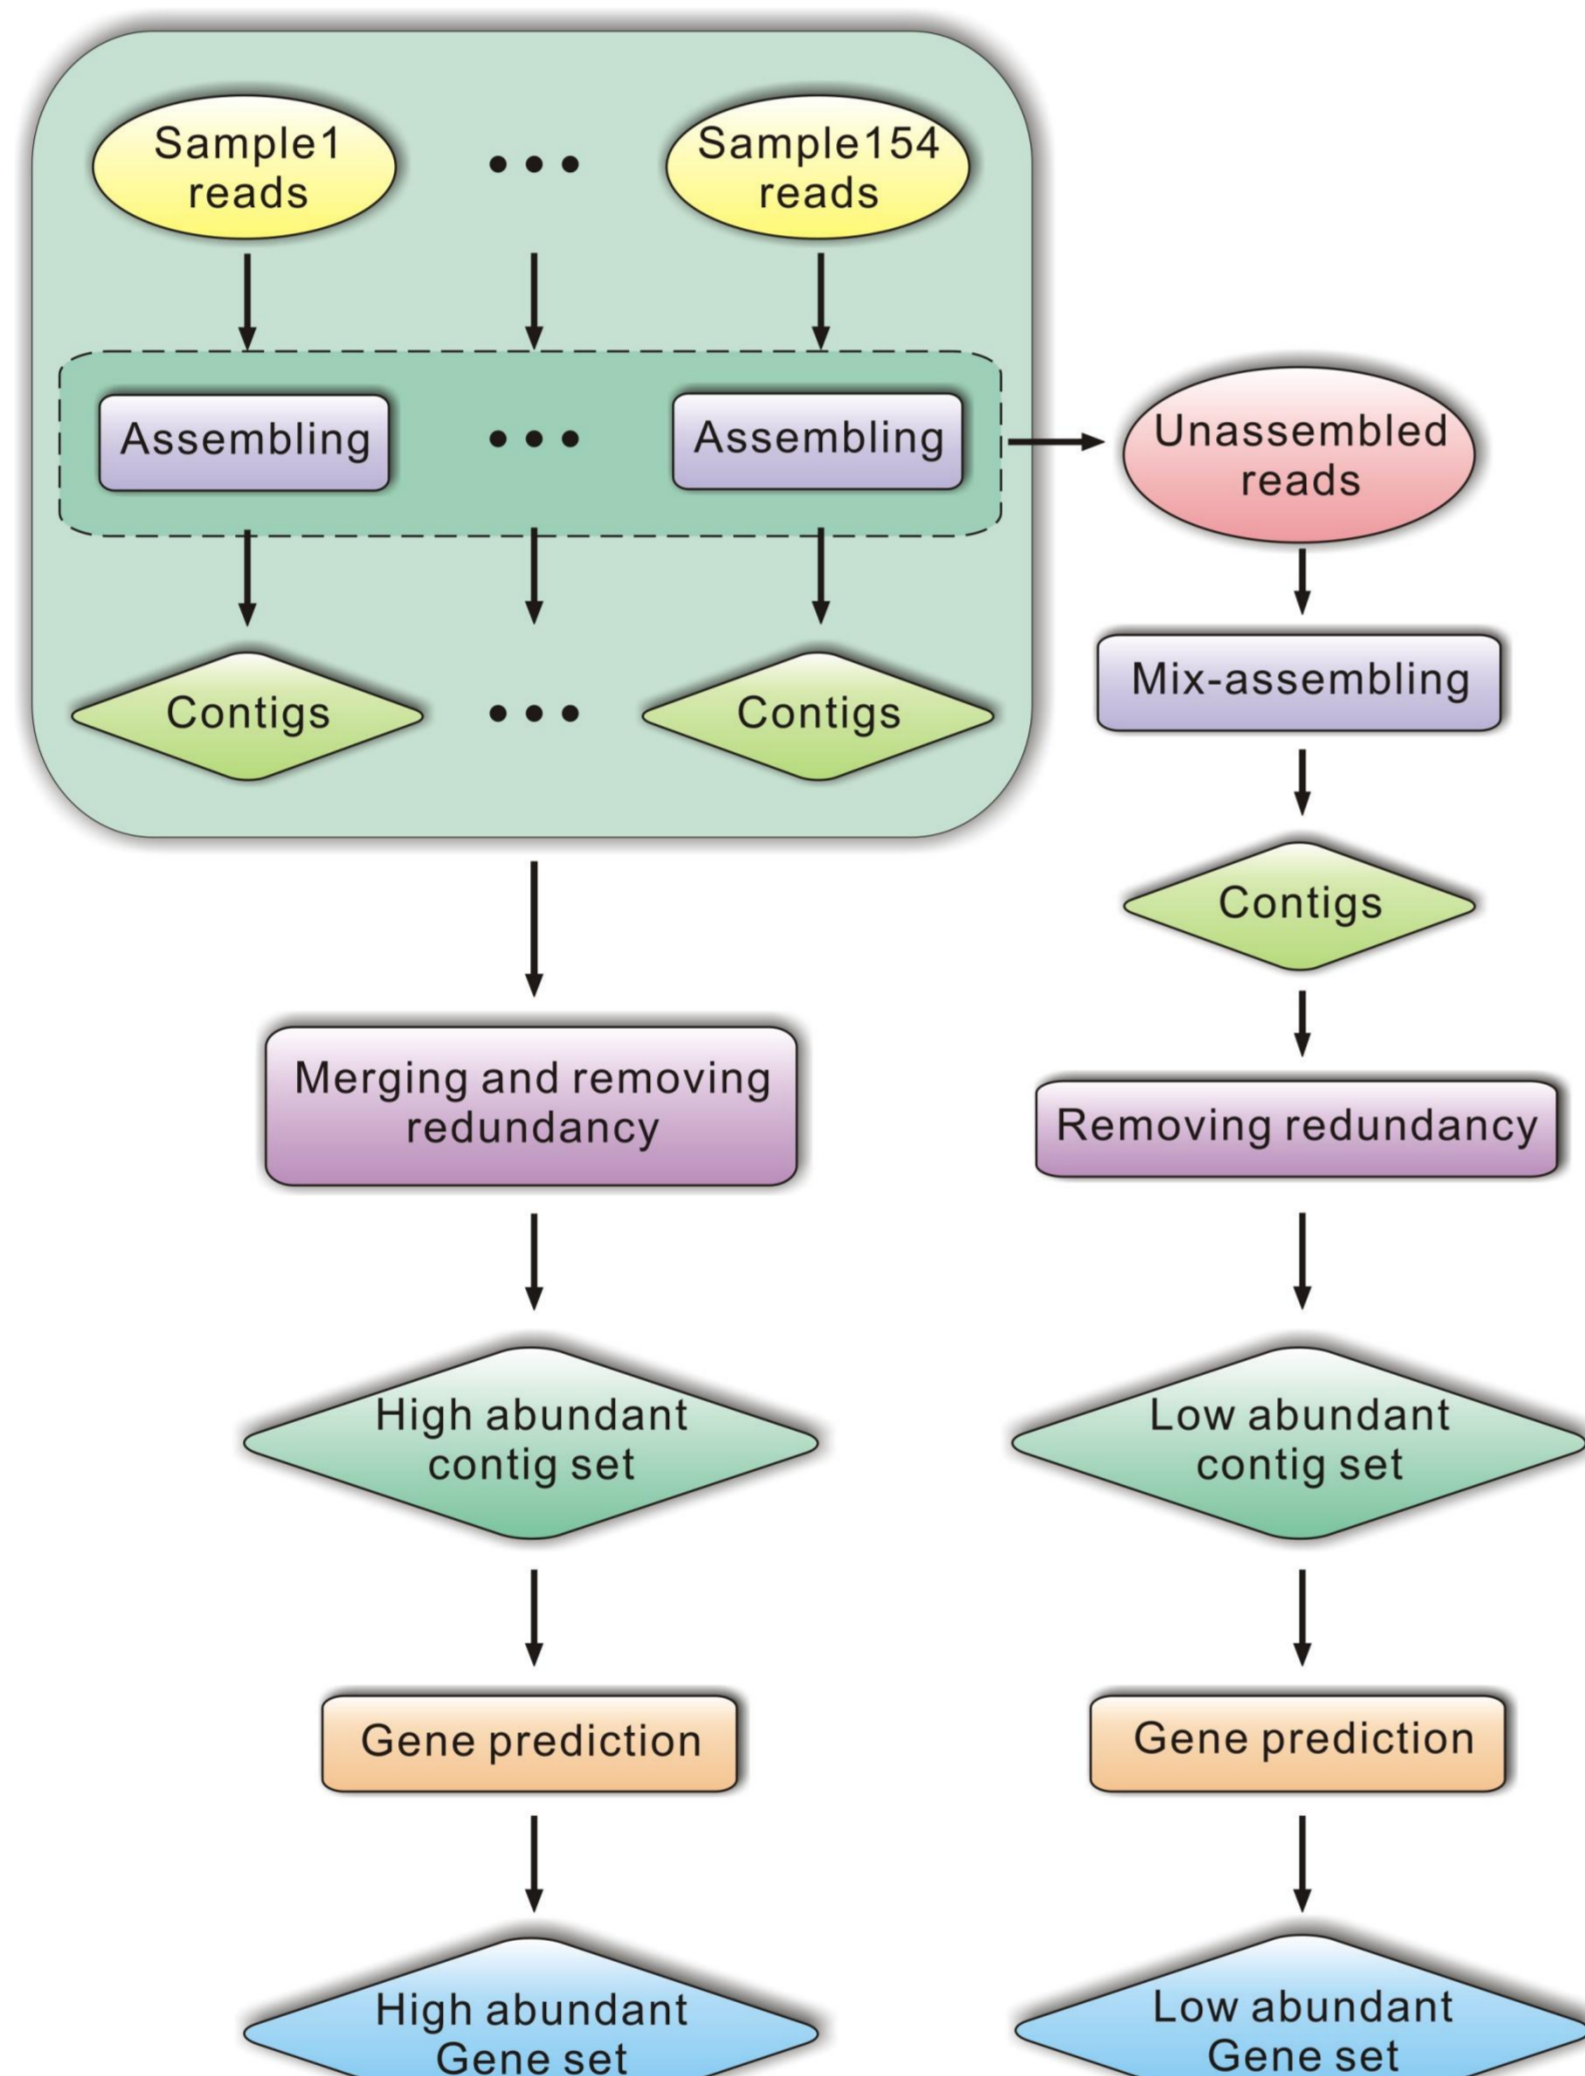 Sample1
reads
Sample154
reads
Assembling
Assembling
Unassembled
reads
Contigs
Contigs
Mix-assembling
Contigs
Merging and removing
redundancy
Removing redundancy
High abundant
contig set
Low abundant
contig set
Gene prediction
Gene prediction
High abundant
Gene set
Low abundant
Gene set